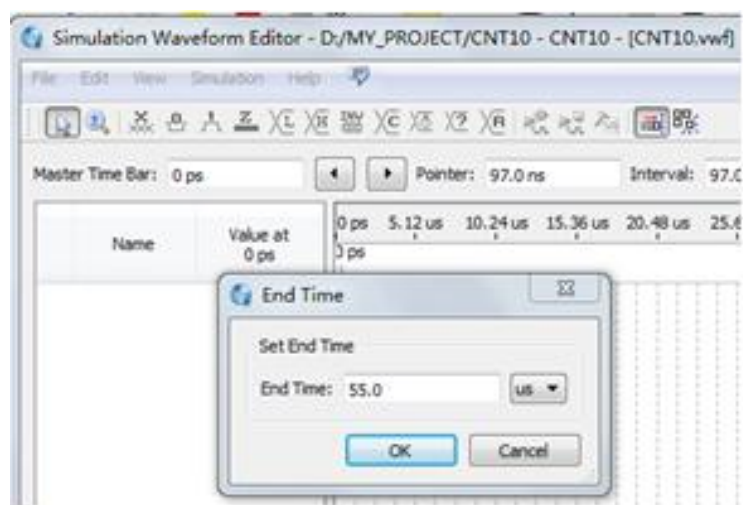 Simulation Waveform Editor - D:/MY_PROJECT/CNT10 - CNT10 - [CNT10.vwf]
File Edit View Simulation Help
Master Time Bar: 0 ps Pointer: 97.0 ns Interval: 97.0
Name
Value at
0 ps
0 ps 5.12 us 10.24 us 15.36 us 20.48 us 25.6
0 ps
End Time
Set End Time
End Time: 55.0 us
OK Cancel